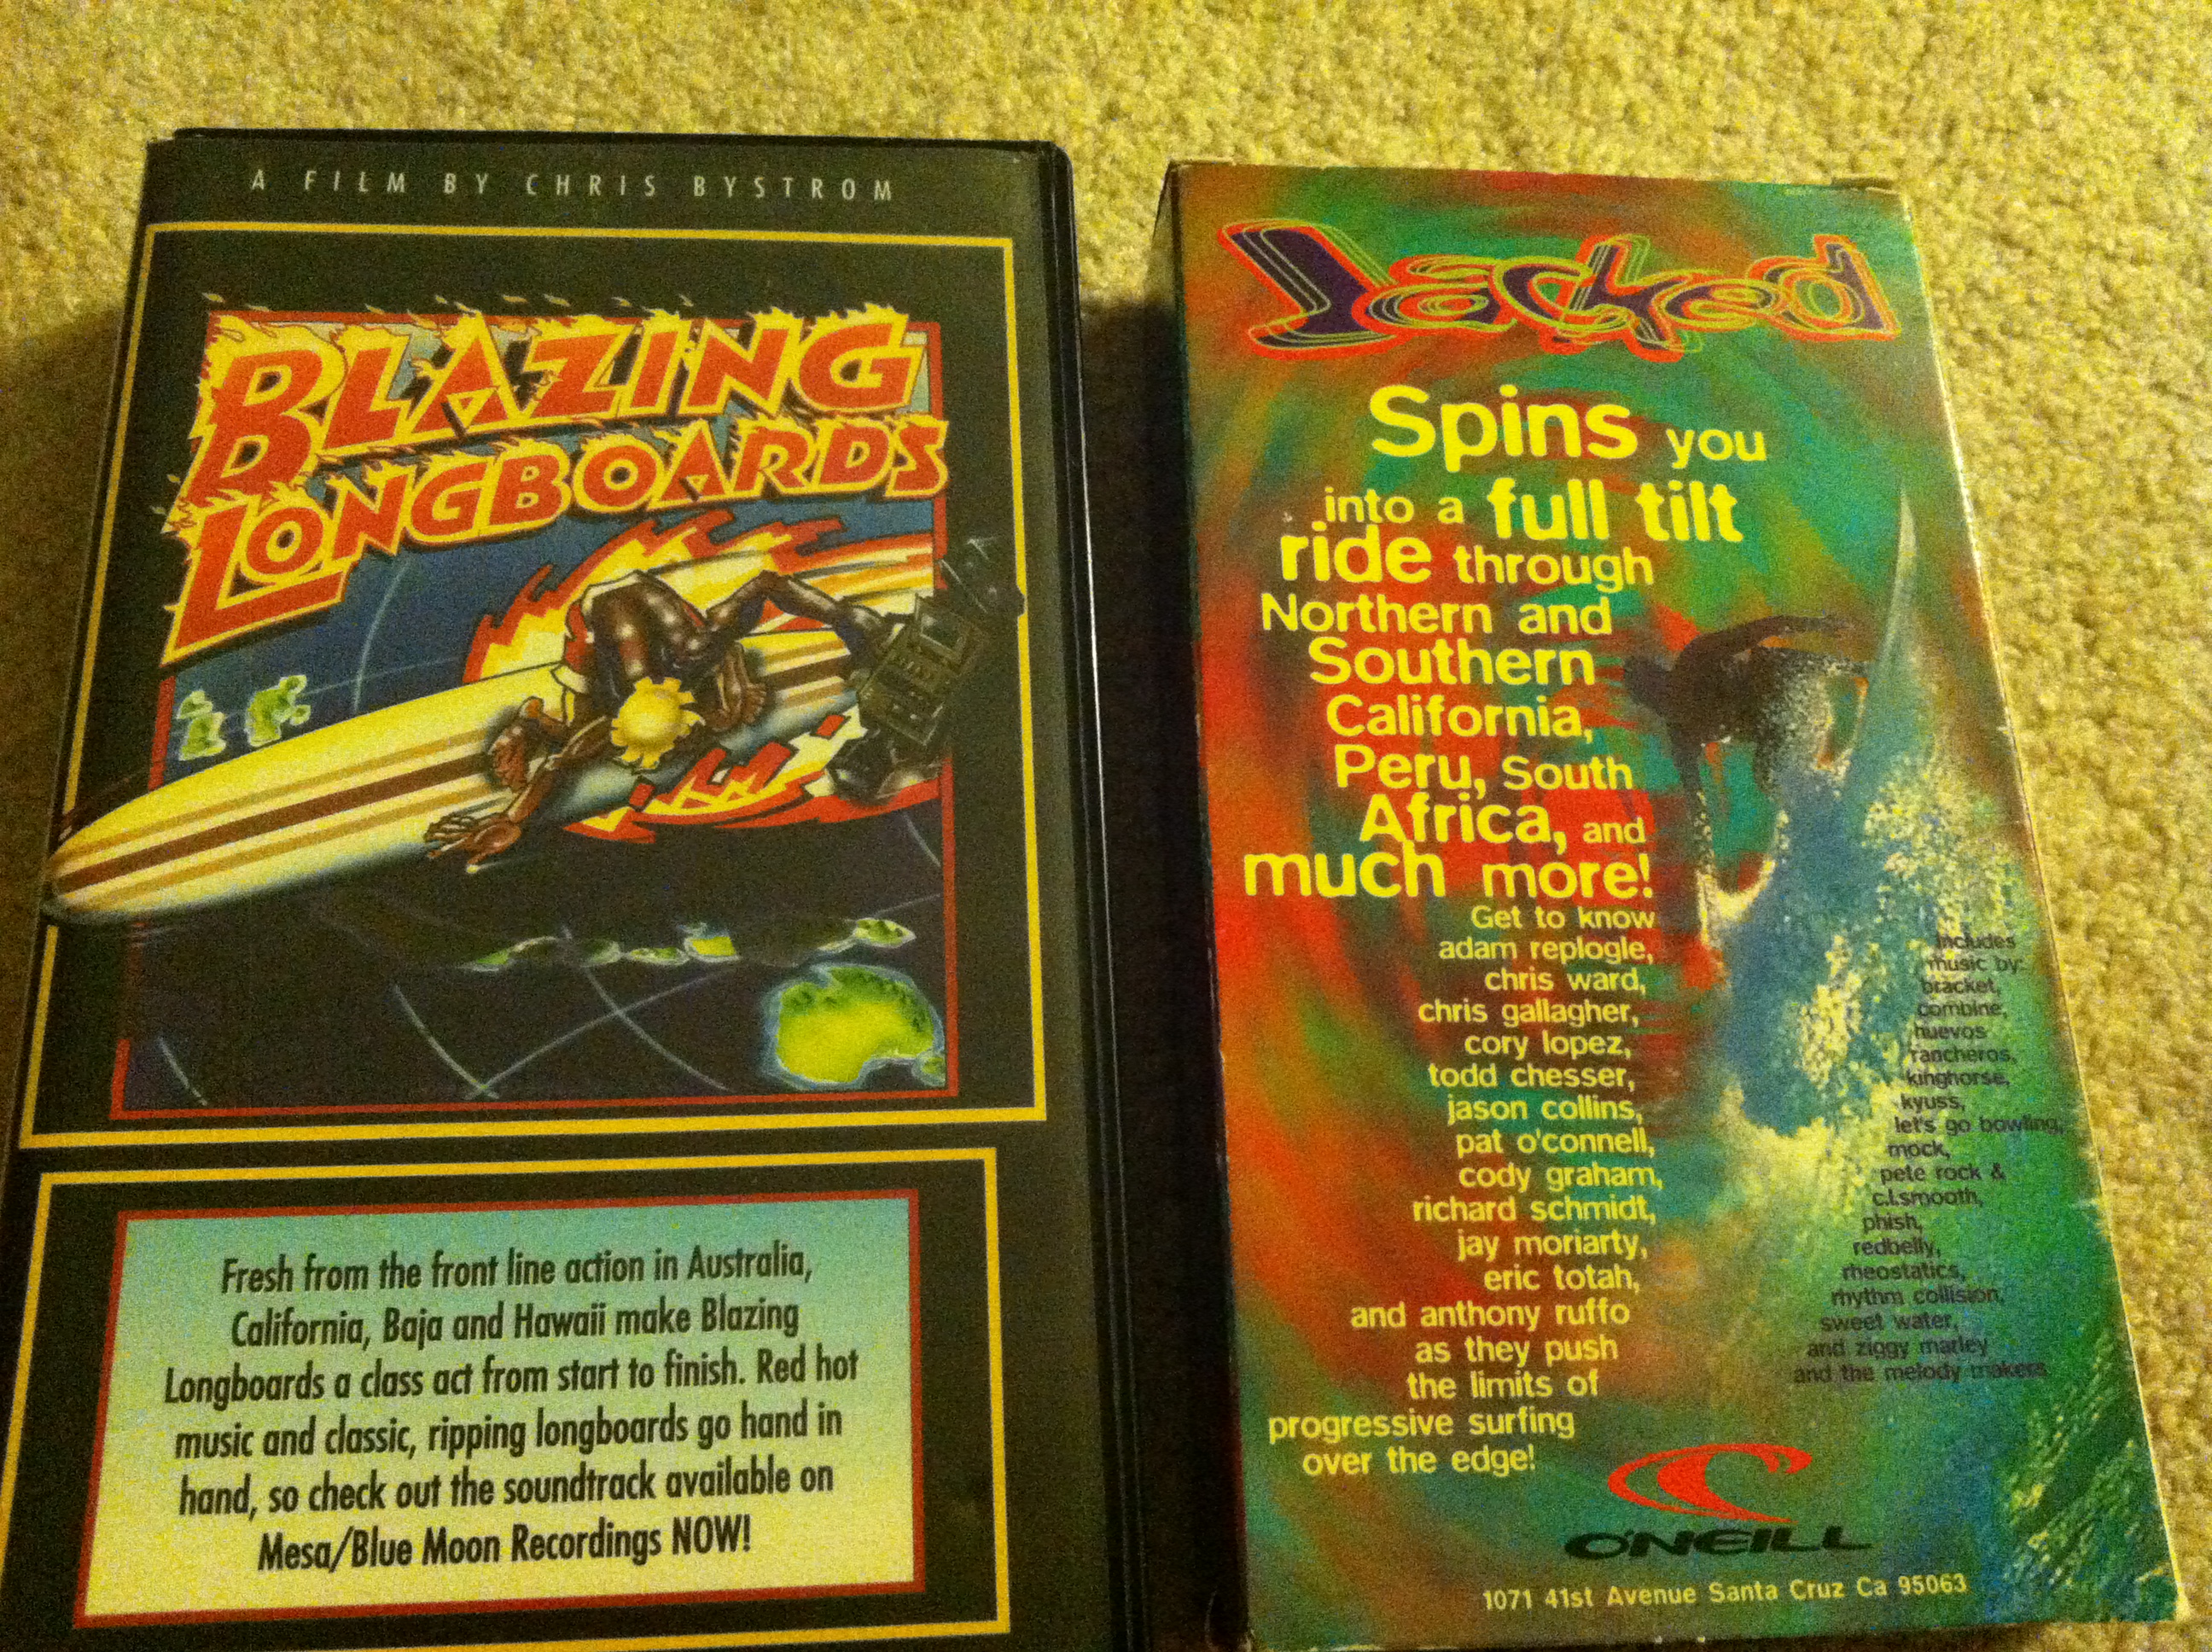 A FILM BY CHRIS BYSTROM
BLAZING
LONGBOARDS
Fresh from the front line action in Australia,
California, Baja and Hawaii make Blazing
Longboards a class act from start to finish. Red hot
music and classic, ripping longboards go hand in
hand, so check out the soundtrack available on
Mesa/Blue Moon Recordings NOW!
Jacked
Spins you
into a full tilt
ride through
Northern and
Southern
California,
Peru, South
Africa, and
much more!
Get to know
adam replogle,
chris ward,
chris gallagher,
cory lopez,
todd chesser,
jason collins,
pat o'connell,
cody graham,
richard schmidt,
jay moriarty,
eric totah,
and anthony ruffo
as they push
the limits of
progressive surfing
over the edge!
includes
music by:
bracket,
combine,
huevos
rancheros,
kinghorse,
kyuss,
let's go bowling,
mock,
pete rock &
c.l.smooth,
phish,
redbelly,
rheostatics,
rhythm collision,
sweet water,
and ziggy marley
and the melody makers
O'NEILL
1071 41st Avenue Santa Cruz Ca 95063